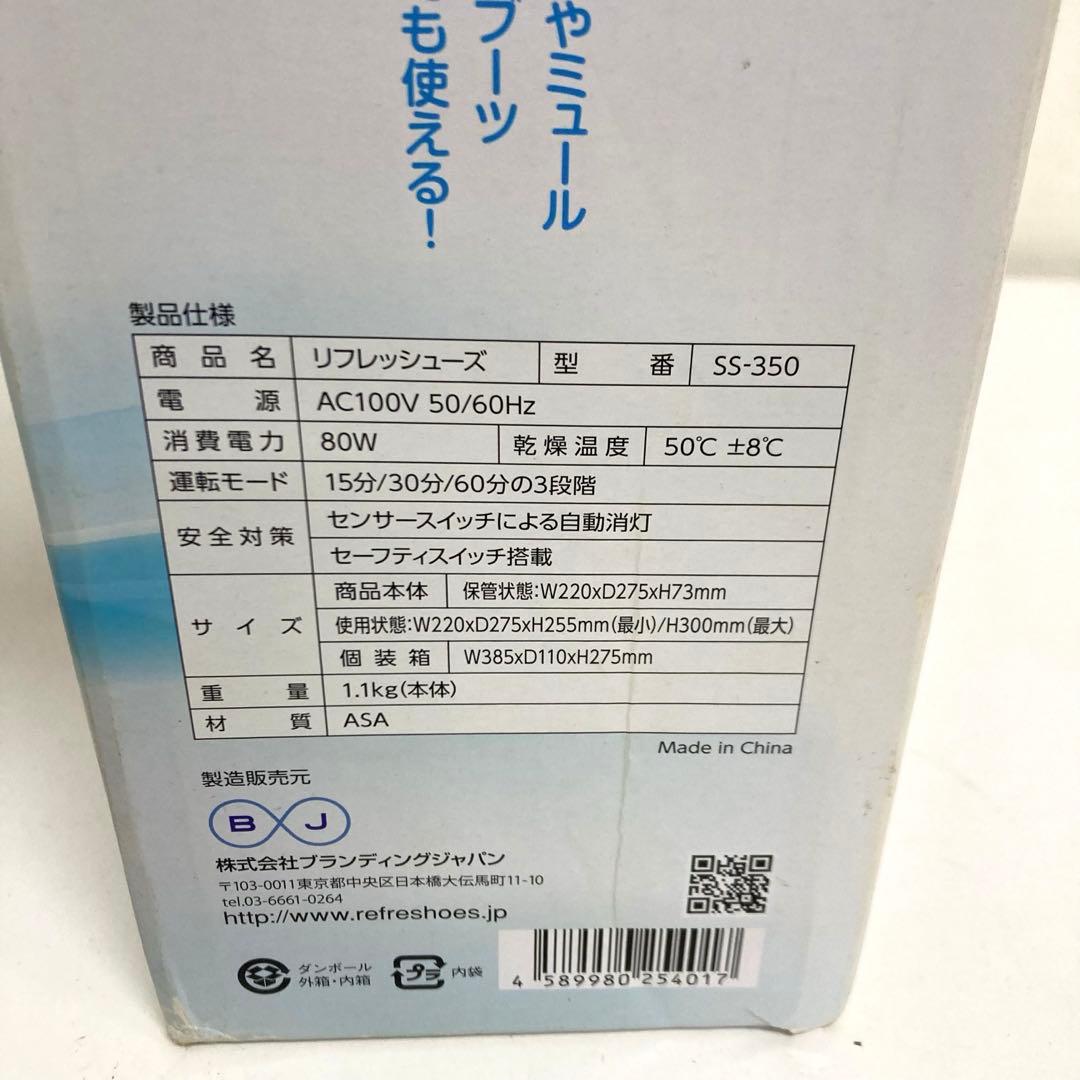 やミュール
ブーツ
も使える!
製品仕様
商品名 リフレッシューズ 型番 SS-350
電源 AC100V 50/60Hz
消費電力 80W 乾燥温度 50℃ ±8℃
運転モード 15分/30分/60分の3段階
安全対策 センサースイッチによる自動消灯
セーフティスイッチ搭載
サイズ 商品本体 保管状態:W220xD275xH73mm
使用状態:W220xD275xH255mm(最小)/H300mm(最大)
個装箱 W385xD110xH275mm
重量 1.1kg(本体)
材質 ASA
Made in China
製造販売元
B J
株式会社ブランディングジャパン
〒103-0011東京都中央区日本橋大伝馬町11-10
tel.03-6661-0264
http://www.refreshoes.jp
ダンボール
外箱・内箱
プラ 内袋
4 589980 254017